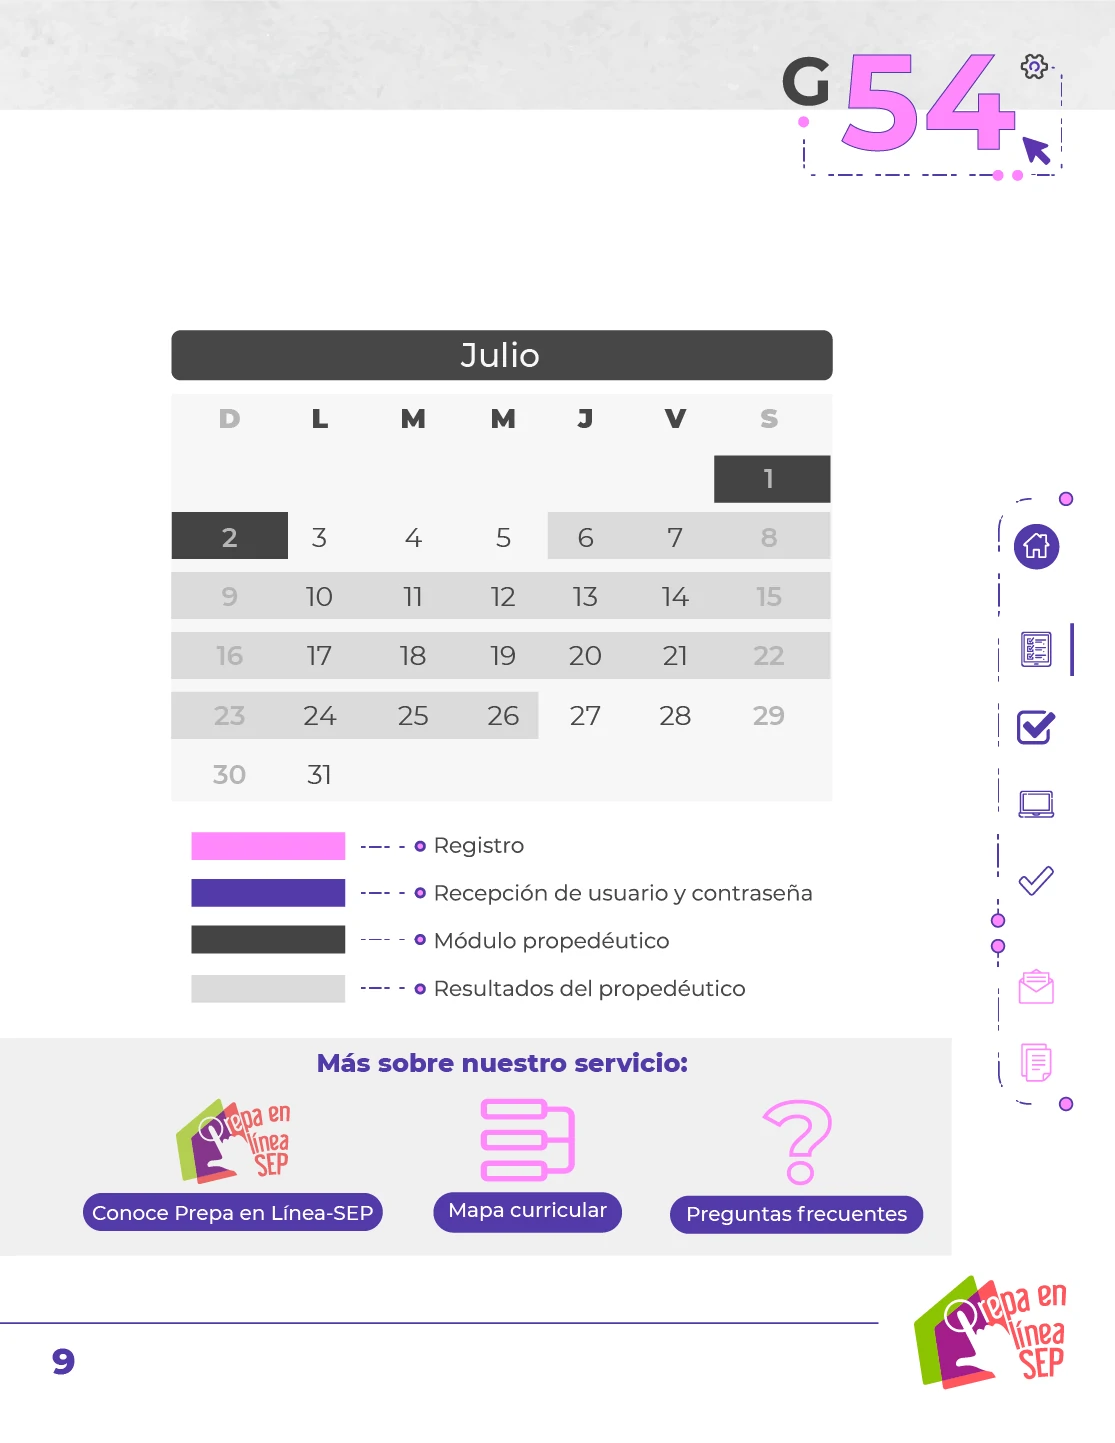 G 54
Julio
D L M M J V S
1
2 3 4 5 6 7 8
9 10 11 12 13 14 15
16 17 18 19 20 21 22
23 24 25 26 27 28 29
30 31
Registro
Recepción de usuario y contraseña
Módulo propedéutico
Resultados del propedéutico
Más sobre nuestro servicio:
Prepa en
línea
SEP
Conoce Prepa en Línea-SEP
Mapa curricular
?
Preguntas frecuentes
Prepa en
línea
SEP
9